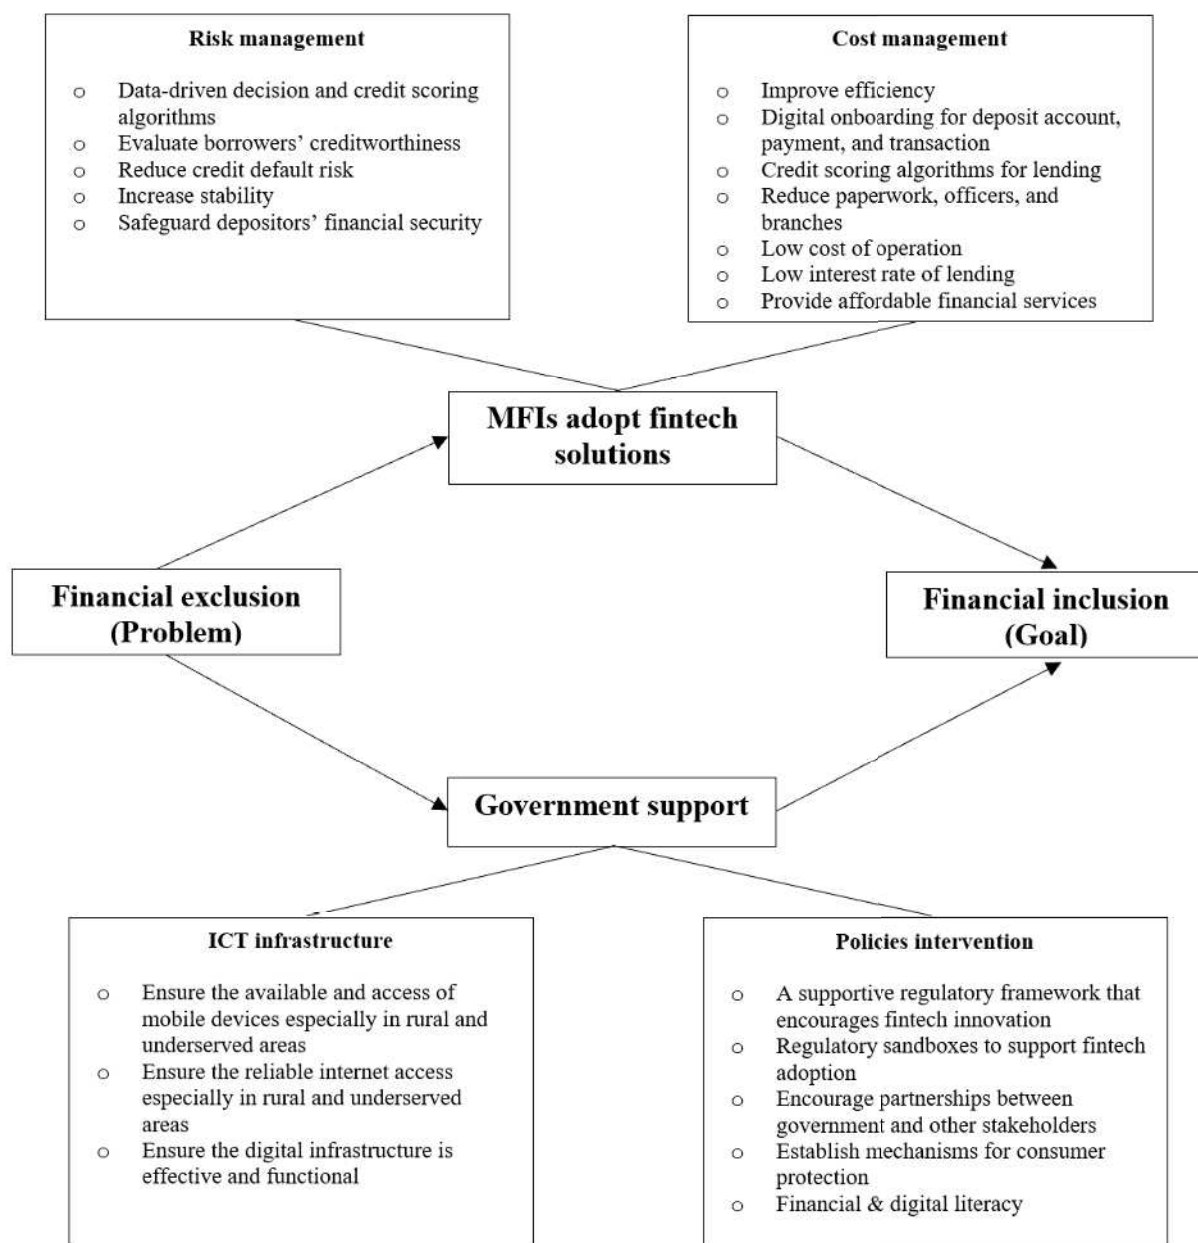 Risk management
o Data-driven decision and credit scoring
algorithms
o Evaluate borrowers’ creditworthiness
o Reduce credit default risk
o Increase stability
o Safeguard depositors’ financial security
Cost management
o Improve efficiency
o Digital onboarding for deposit account,
payment, and transaction
o Credit scoring algorithms for lending
o Reduce paperwork, officers, and
branches
o Low cost of operation
o Low interest rate of lending
o Provide affordable financial services
MFIs adopt fintech
solutions
Financial exclusion
(Problem)
Financial inclusion
(Goal)
Government support
ICT infrastructure
o Ensure the available and access of
mobile devices especially in rural and
underserved areas
o Ensure the reliable internet access
especially in rural and underserved
areas
o Ensure the digital infrastructure is
effective and functional
Policies intervention
o A supportive regulatory framework that
encourages fintech innovation
o Regulatory sandboxes to support fintech
adoption
o Encourage partnerships between
government and other stakeholders
o Establish mechanisms for consumer
protection
o Financial & digital literacy